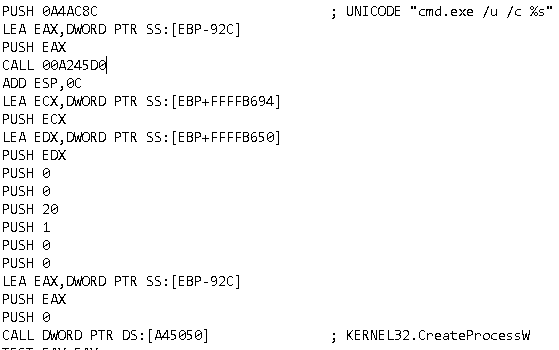 PUSH 0A4AC8C ; UNICODE "cmd.exe /u /c %s"
LEA EAX,DWORD PTR SS:[EBP-92C]
PUSH EAX
CALL 00A245D0
ADD ESP,0C
LEA ECX,DWORD PTR SS:[EBP+FFFFB694]
PUSH ECX
LEA EDX,DWORD PTR SS:[EBP+FFFFB650]
PUSH EDX
PUSH 0
PUSH 0
PUSH 20
PUSH 1
PUSH 0
PUSH 0
LEA EAX,DWORD PTR SS:[EBP-92C]
PUSH EAX
PUSH 0
CALL DWORD PTR DS:[A45050] ; KERNEL32.CreateProcessW
TEST EAX,EAX